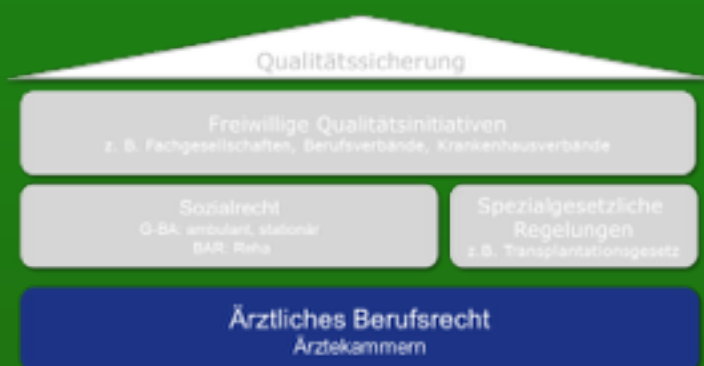 Qualitätssicherung
Freiwillige Qualitätsinitiativen
z. B. Fachgesellschaften, Berufsverbände, Krankenhausverbände
Sozialrecht
G-BA: ambulant, stationär
BAR: Reha
Spezialgesetzliche
Regelungen
z.B. Transplantationsgesetz
Ärztliches Berufsrecht
Ärztekammern